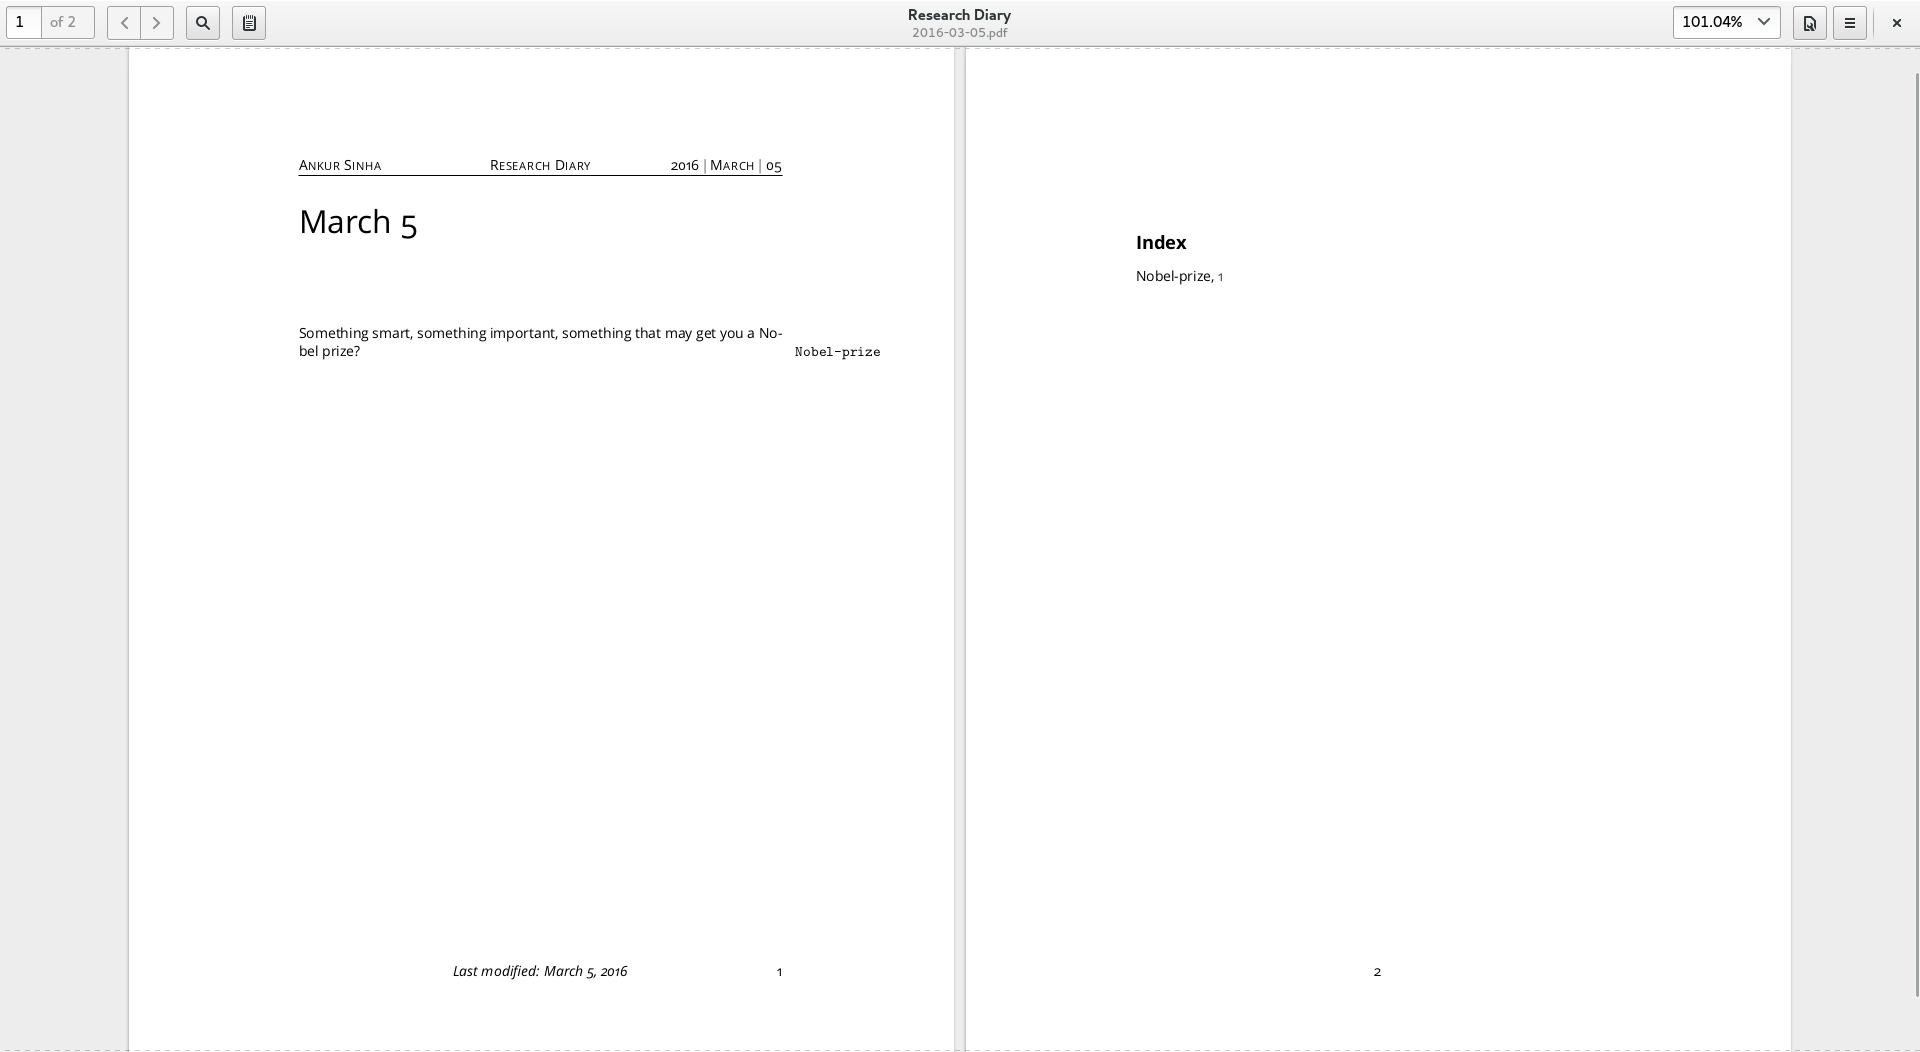 1 of 2
Research Diary
2016-03-05.pdf
101.04%
Ankur Sinha Research Diary 2016 | March | 05
March 5
Something smart, something important, something that may get you a No-
bel prize?
Nobel-prize
Last modified: March 5, 2016 1
Index
Nobel-prize, 1
2